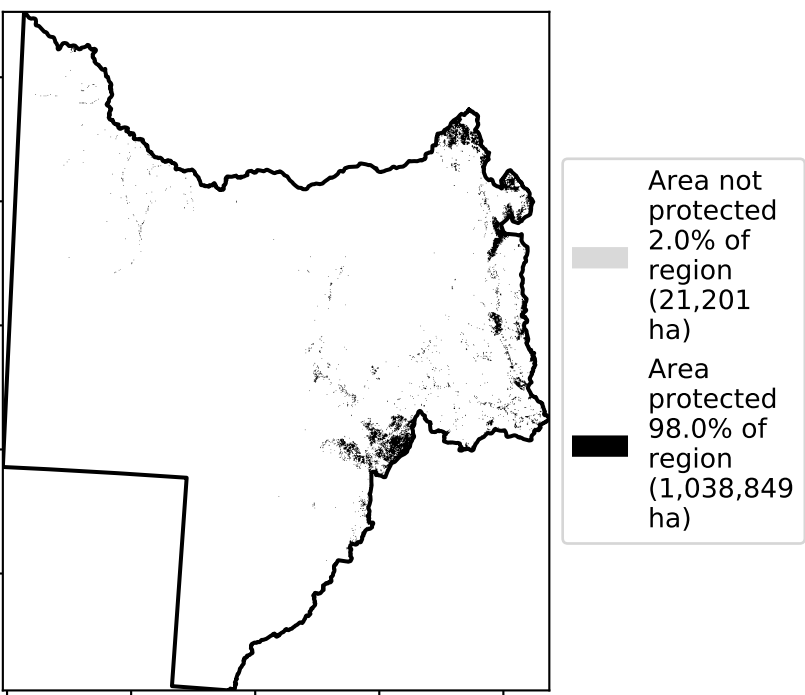 Area not
protected
2.0% of
region
(21,201
ha)
Area
protected
98.0% of
region
(1,038,849
ha)